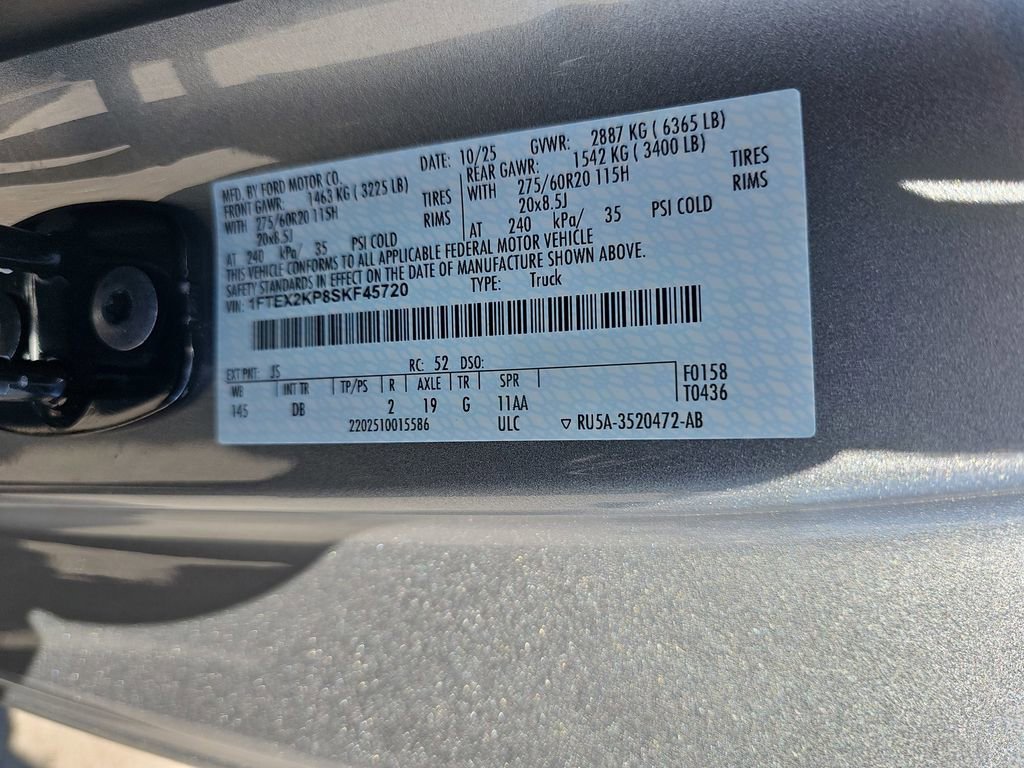 MFD. BY FORD MOTOR CO. DATE: 10/25 GVWR: 2887 KG ( 6365 LB)
FRONT GAWR: 1463 KG ( 3225 LB) REAR GAWR: 1542 KG ( 3400 LB)
WITH 275/60R20 115H TIRES WITH 275/60R20 115H TIRES
20x8.5J RIMS 20x8.5J RIMS
AT 240 kPa/ 35 PSI COLD AT 240 kPa/ 35 PSI COLD
THIS VEHICLE CONFORMS TO ALL APPLICABLE FEDERAL MOTOR VEHICLE
SAFETY STANDARDS IN EFFECT ON THE DATE OF MANUFACTURE SHOWN ABOVE.
VIN: 1FTEX2KP8SKF45720 TYPE: Truck
EXT PNT: JS RC: 52 DSO:
WB INT TR TP/PS R AXLE TR SPR F0158
145 DB 2 19 G 11AA T0436
2202510015586 ULC ▽ RU5A-3520472-AB